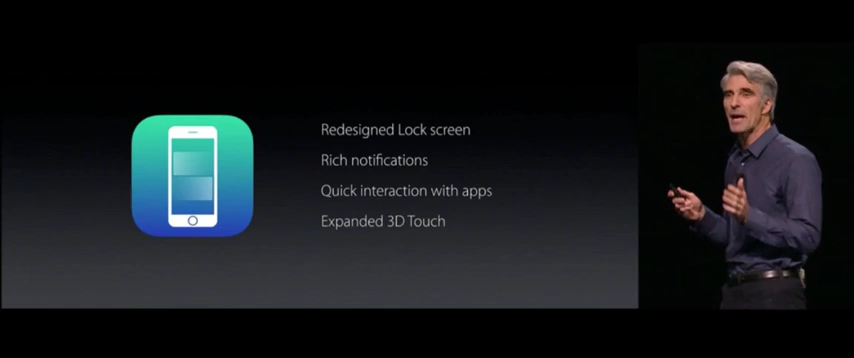 Redesigned Lock screen
Rich notifications
Quick interaction with apps
Expanded 3D Touch